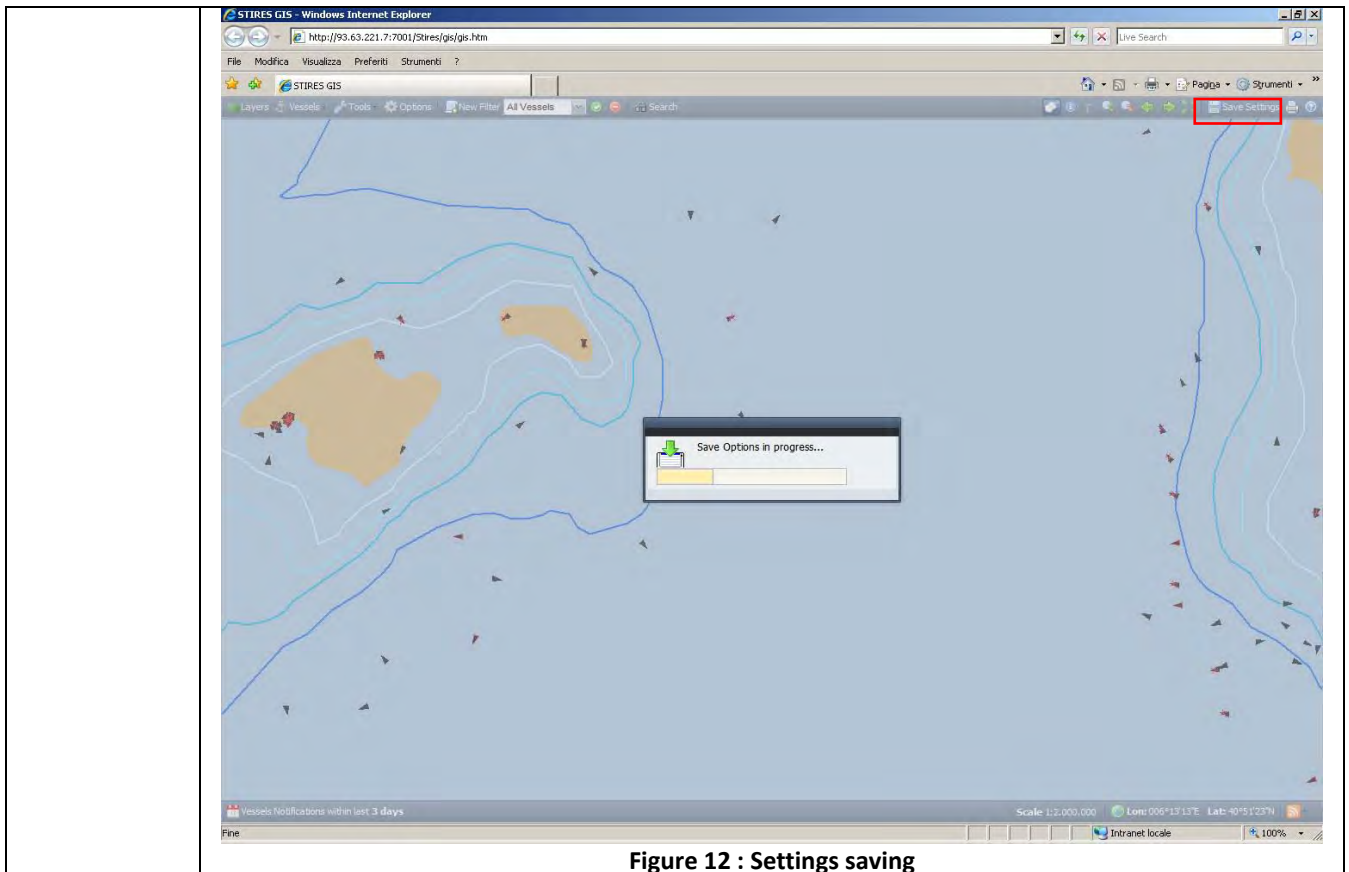 STIRES GIS - Windows Internet Explorer
http://93.63.221.7:7001/Stires/gis/gis.htm
Live Search
File Modifica Visualizza Preferiti Strumenti ?
STIRES GIS
Pagina Strumenti
Layers Vessels Tools Options New Filter All Vessels Search
Save Settings
Save Options in progress...
Vessels Notifications within last 3 days
Scale 1:2.000.000 Lon: 006°13'13"E Lat: 40°51'23"N
Fine
Intranet locale
100%
Figure 12 : Settings saving